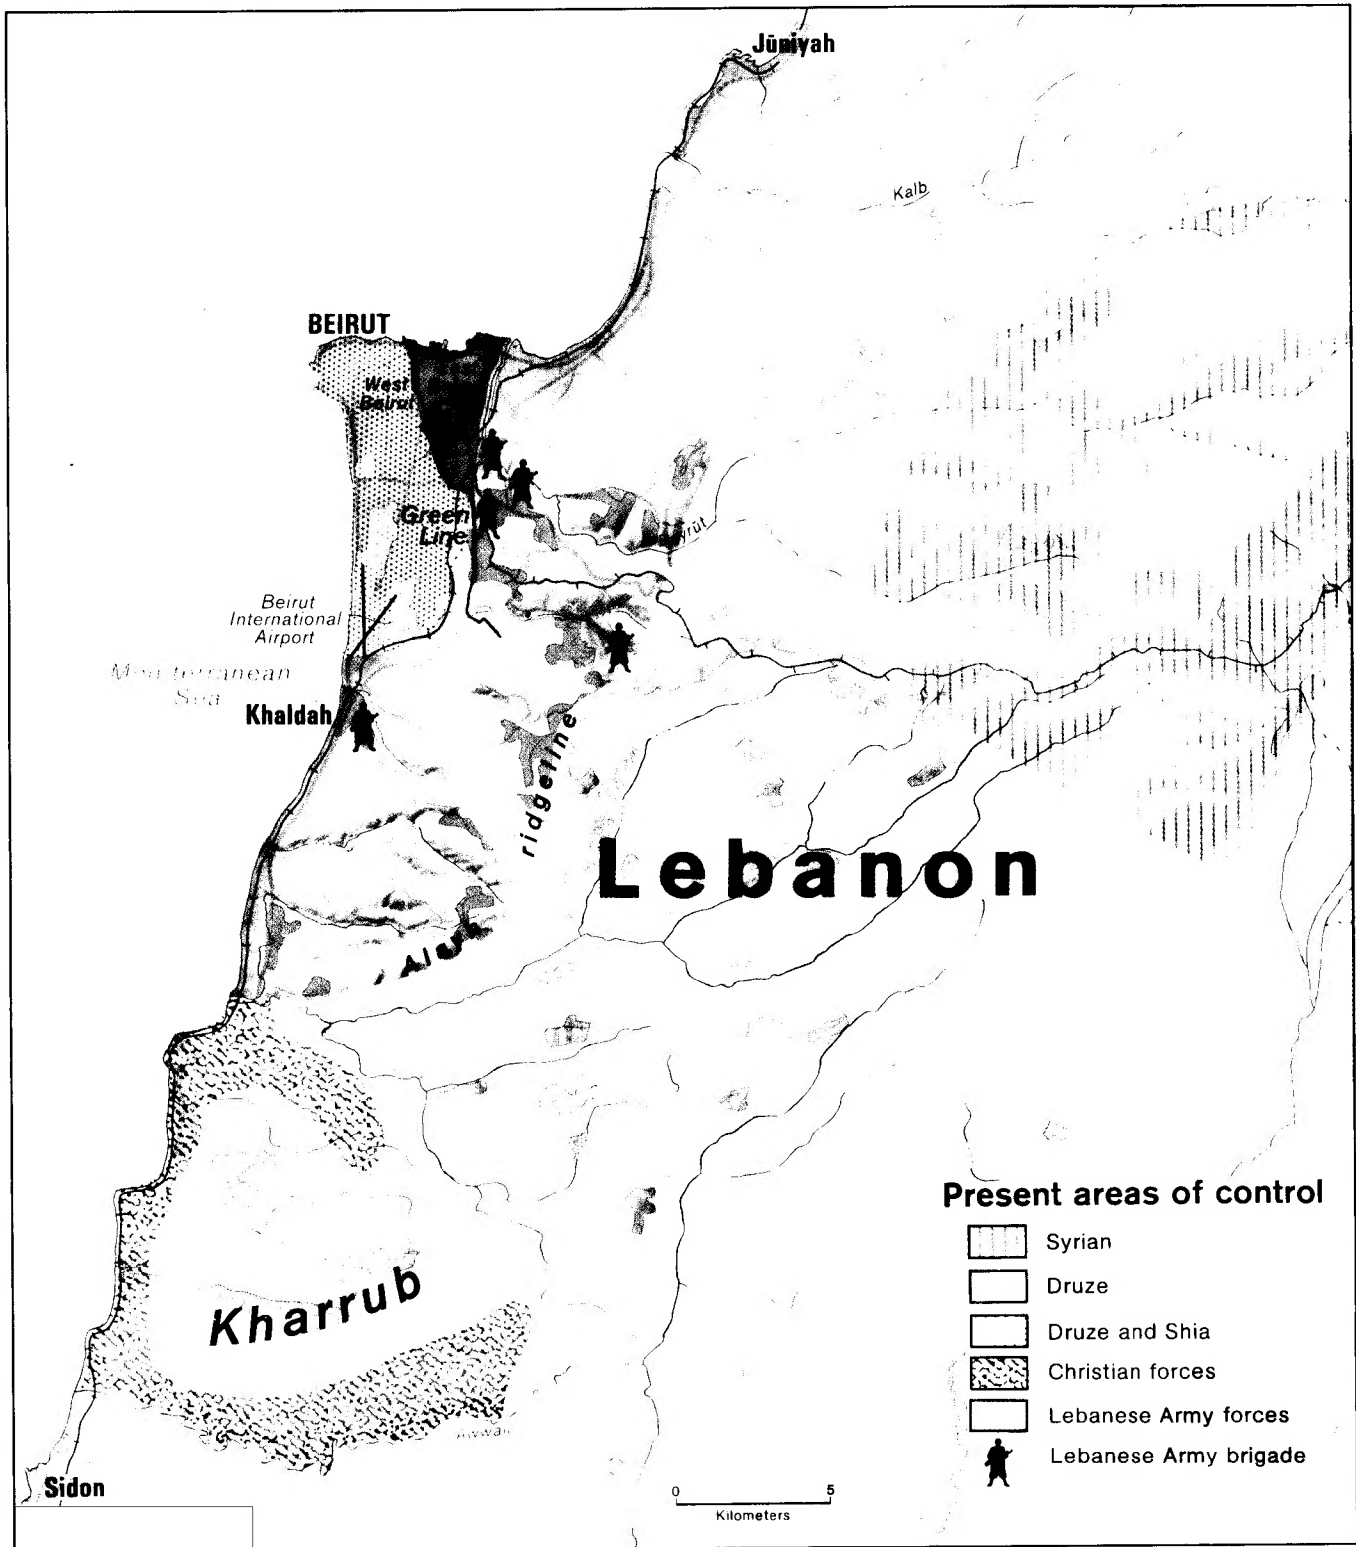 Jūniyah
Kalb
BEIRUT
West
Beirut
Green
Line
Beirut
International
Airport
Mediterranean
Sea
Khaldah
ridgeline
Lebanon
Kharrub
Sidon
Present areas of control
Syrian
Druze
Druze and Shia
Christian forces
Lebanese Army forces
Lebanese Army brigade
0 5
Kilometers